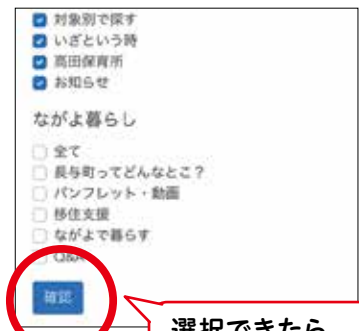 対象別で探す
いざという時
高田保育所
お知らせ
ながよ暮らし
全て
長与町ってどんなとこ?
パンフレット・動画
移住支援
ながよで暮らす
Q&A
確認
選択できたら